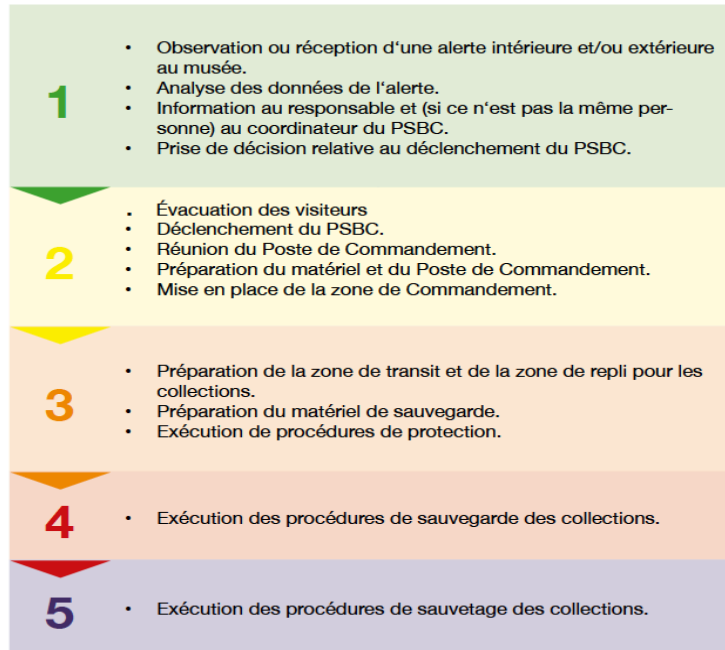 1
• Observation ou réception d‘une alerte intérieure et/ou extérieure
au musée.
• Analyse des données de l‘alerte.
• Information au responsable et (si ce n‘est pas la même per-
sonne) au coordinateur du PSBC.
• Prise de décision relative au déclenchement du PSBC.
2
. Évacuation des visiteurs
• Déclenchement du PSBC.
• Réunion du Poste de Commandement.
• Préparation du matériel et du Poste de Commandement.
• Mise en place de la zone de Commandement.
3
• Préparation de la zone de transit et de la zone de repli pour les
collections.
• Préparation du matériel de sauvegarde.
• Exécution de procédures de protection.
4
• Exécution des procédures de sauvegarde des collections.
5
• Exécution des procédures de sauvetage des collections.